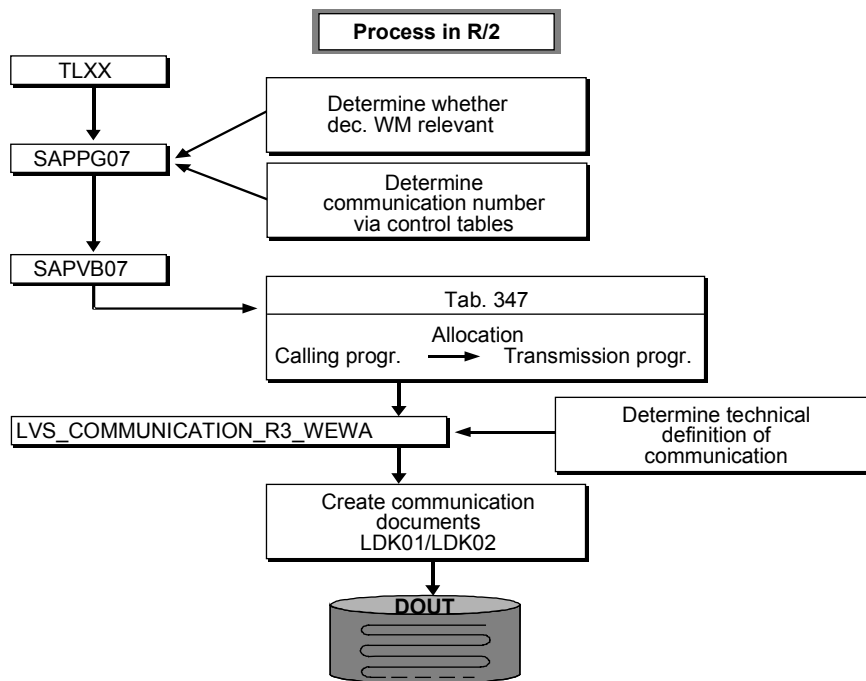 Process in R/2
TLXX
Determine whether
dec. WM relevant
SAPPG07
Determine
communication number
via control tables
SAPVB07
Tab. 347
Allocation
Calling progr.
Transmission progr.
LVS_COMMUNICATION_R3_WEWA
Determine technical
definition of
communication
Create communication
documents
LDK01/LDK02
DOUT